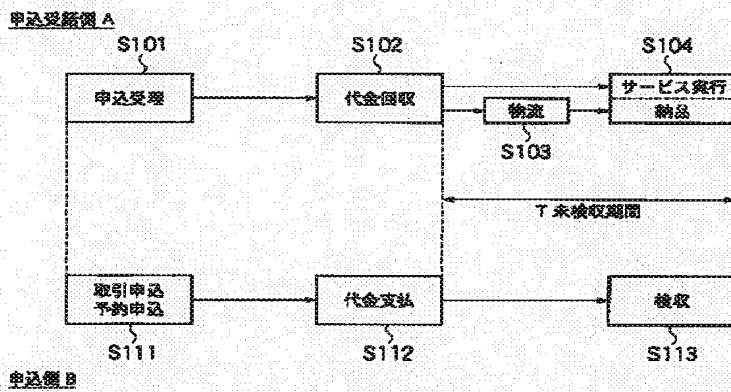 申込受諾側 A
S101
S102
S104
申込受理
代金回収
サービス実行
物流
納品
S103
T 未検収期間
取引申込
予約申込
代金支払
検収
S111
S112
S113
申込側 B